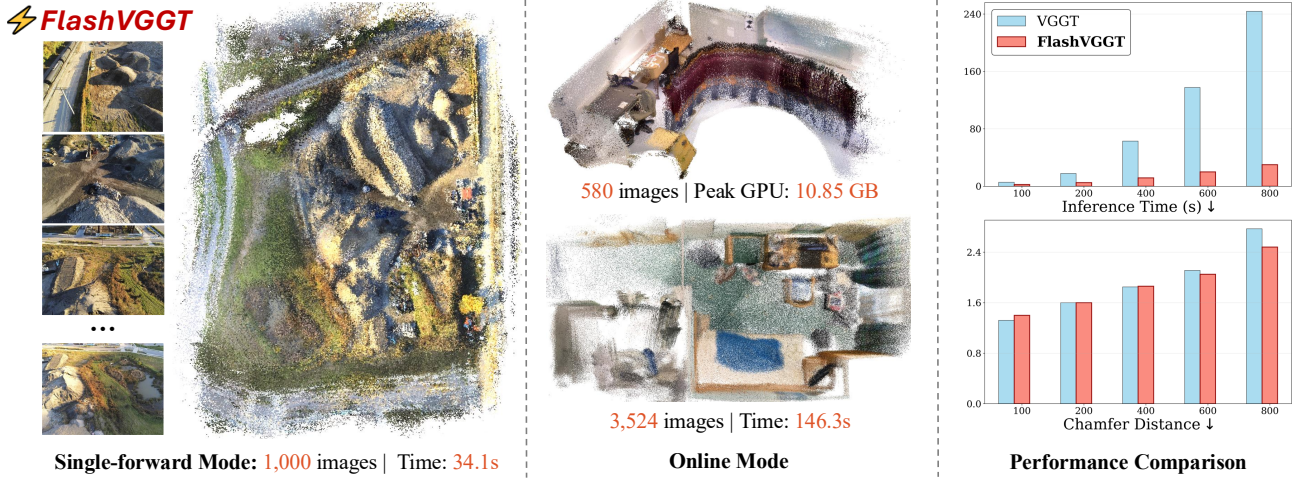 FlashVGGT
...
Single-forward Mode: 1,000 images | Time: 34.1s
580 images | Peak GPU: 10.85 GB
3,524 images | Time: 146.3s
Online Mode
VGGT
FlashVGGT
240
160
80
0
100 200 400 600 800
Inference Time (s) ↓
2.4
1.6
0.8
0.0
100 200 400 600 800
Chamfer Distance ↓
Performance Comparison